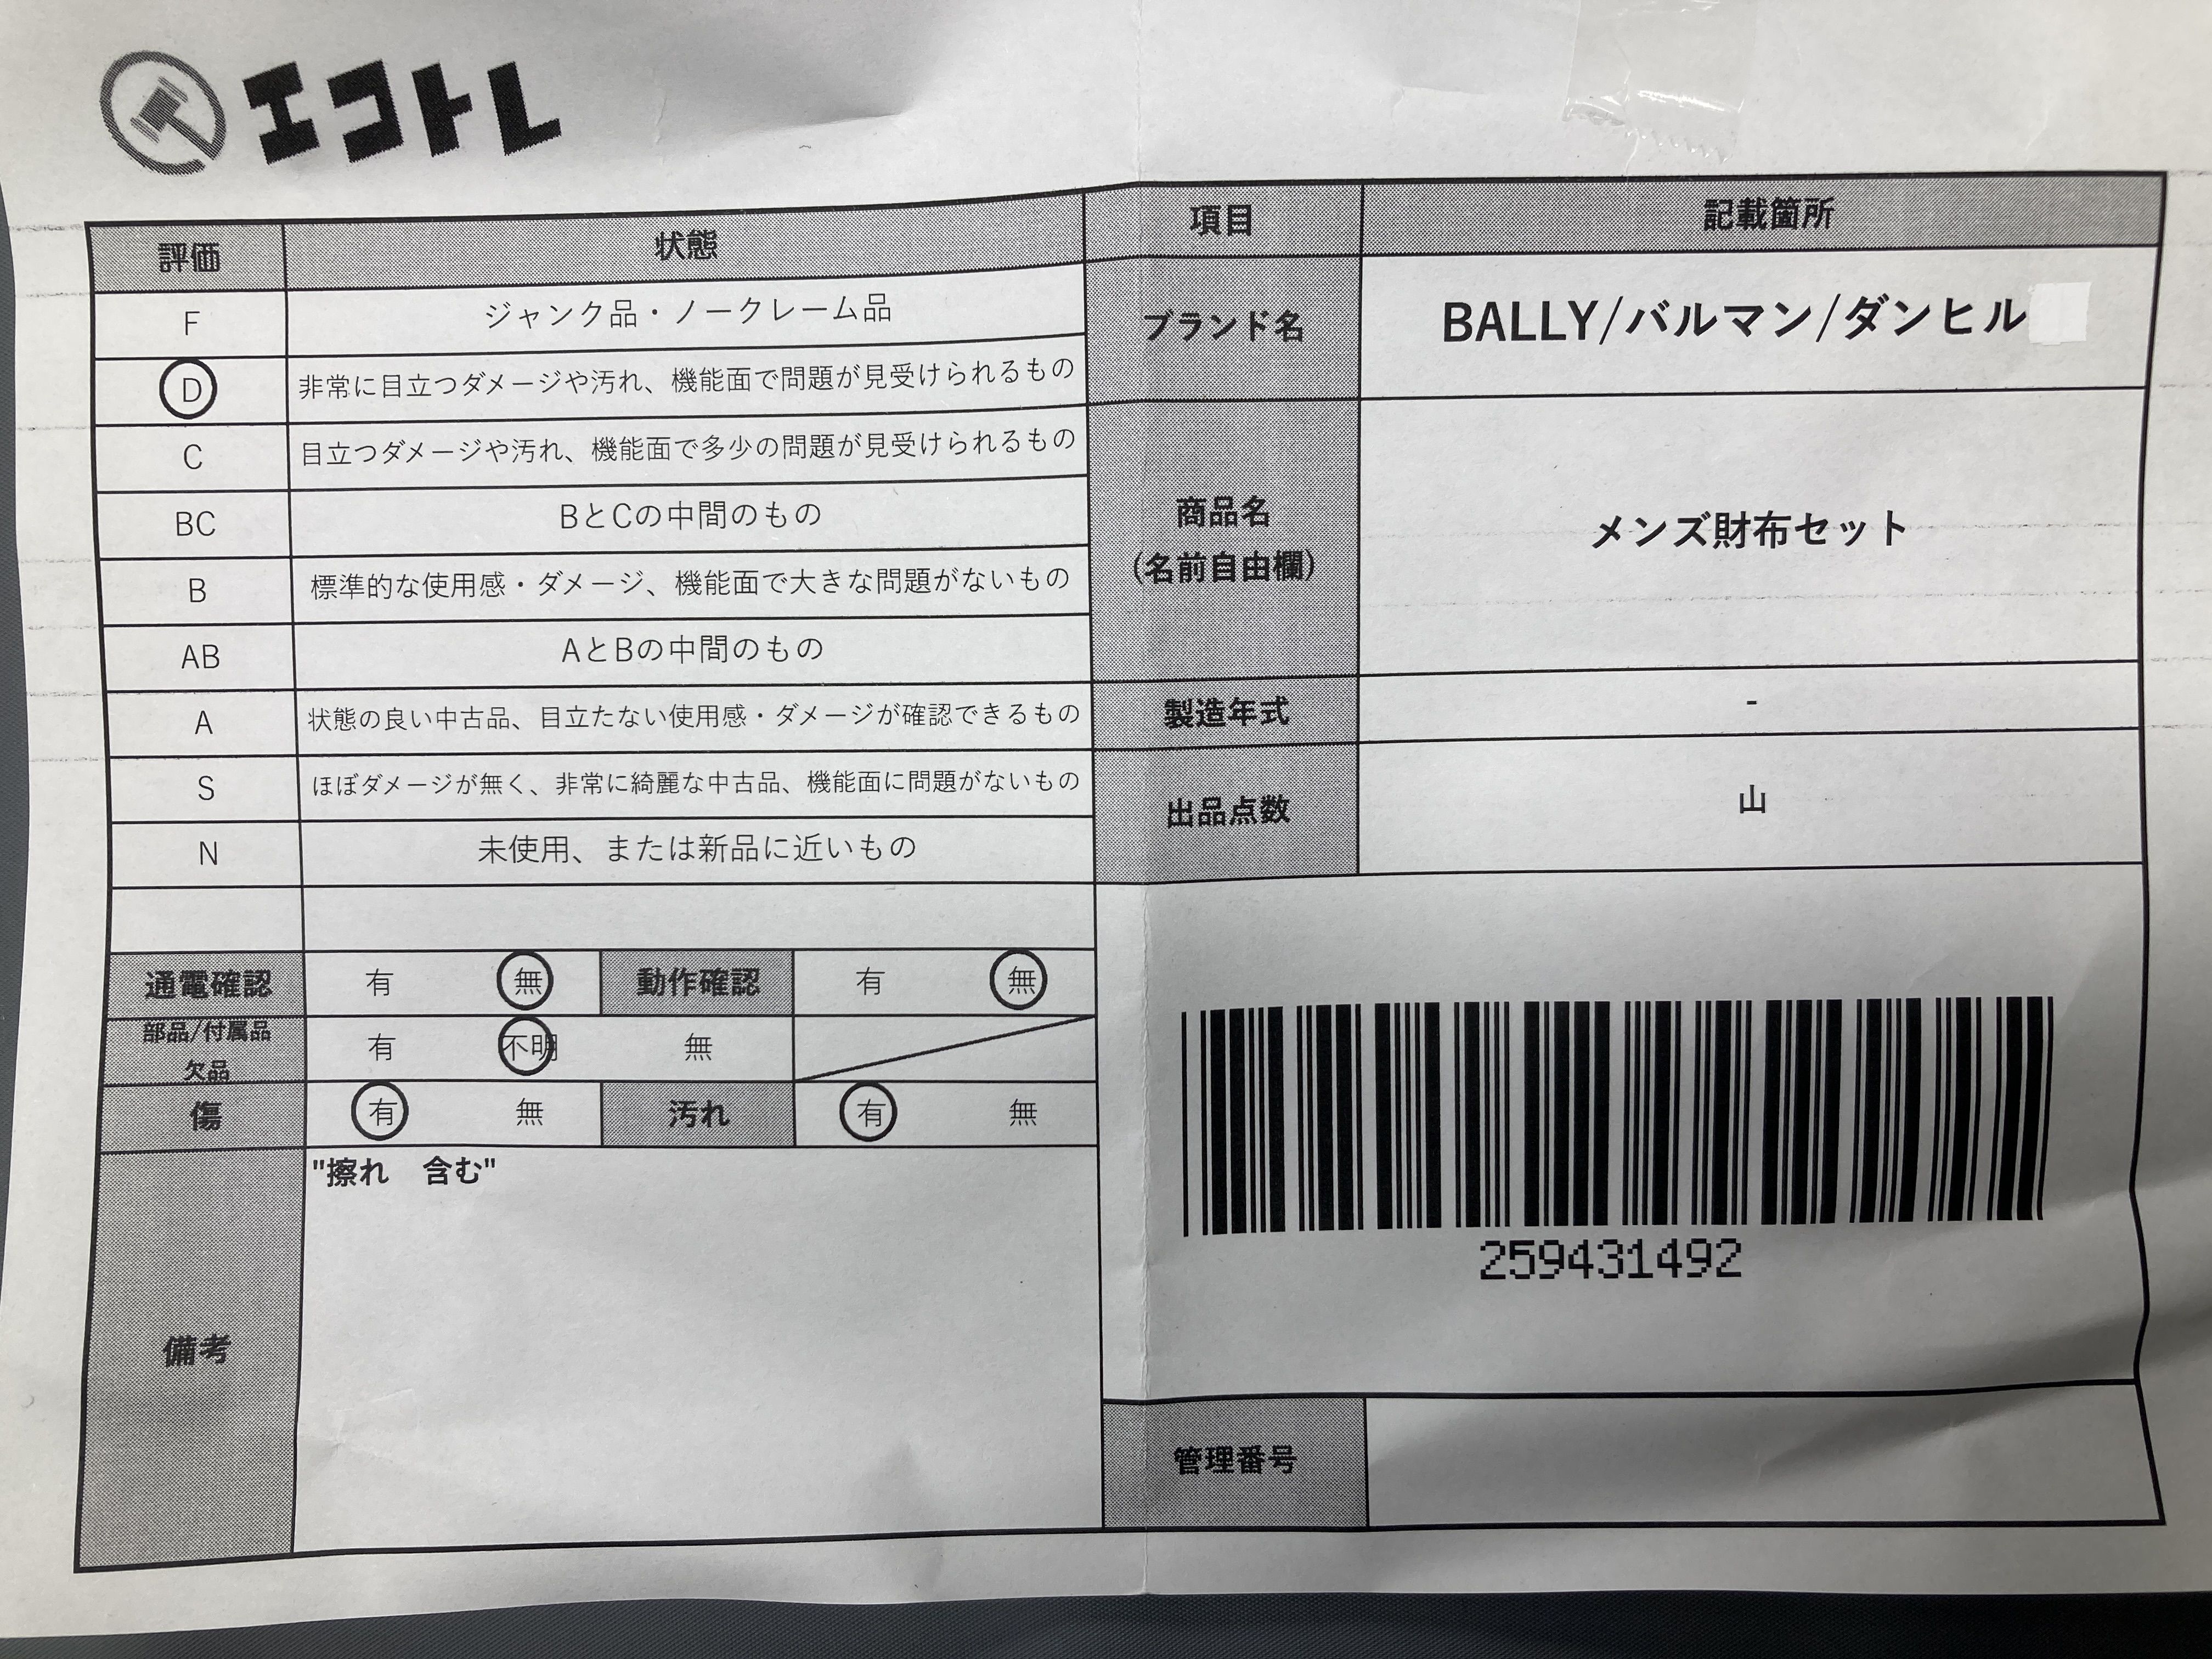 エコトレ
評価 状態
F ジャンク品・ノークレーム品
D 非常に目立つダメージや汚れ、機能面で問題が見受けられるもの
C 目立つダメージや汚れ、機能面で多少の問題が見受けられるもの
BC BとCの中間のもの
B 標準的な使用感・ダメージ、機能面で大きな問題がないもの
AB AとBの中間のもの
A 状態の良い中古品、目立たない使用感・ダメージが確認できるもの
S ほぼダメージが無く、非常に綺麗な中古品、機能面に問題がないもの
N 未使用、または新品に近いもの
通電確認 有 無 動作確認 有 無
部品/付属品
欠品 有 不明 無
傷 有 無 汚れ 有 無
備考 "擦れ　含む"
項目 記載箇所
ブランド名 BALLY/バルマン/ダンヒル
商品名
(名前自由欄) メンズ財布セット
製造年式 -
出品点数 山
259431492
管理番号